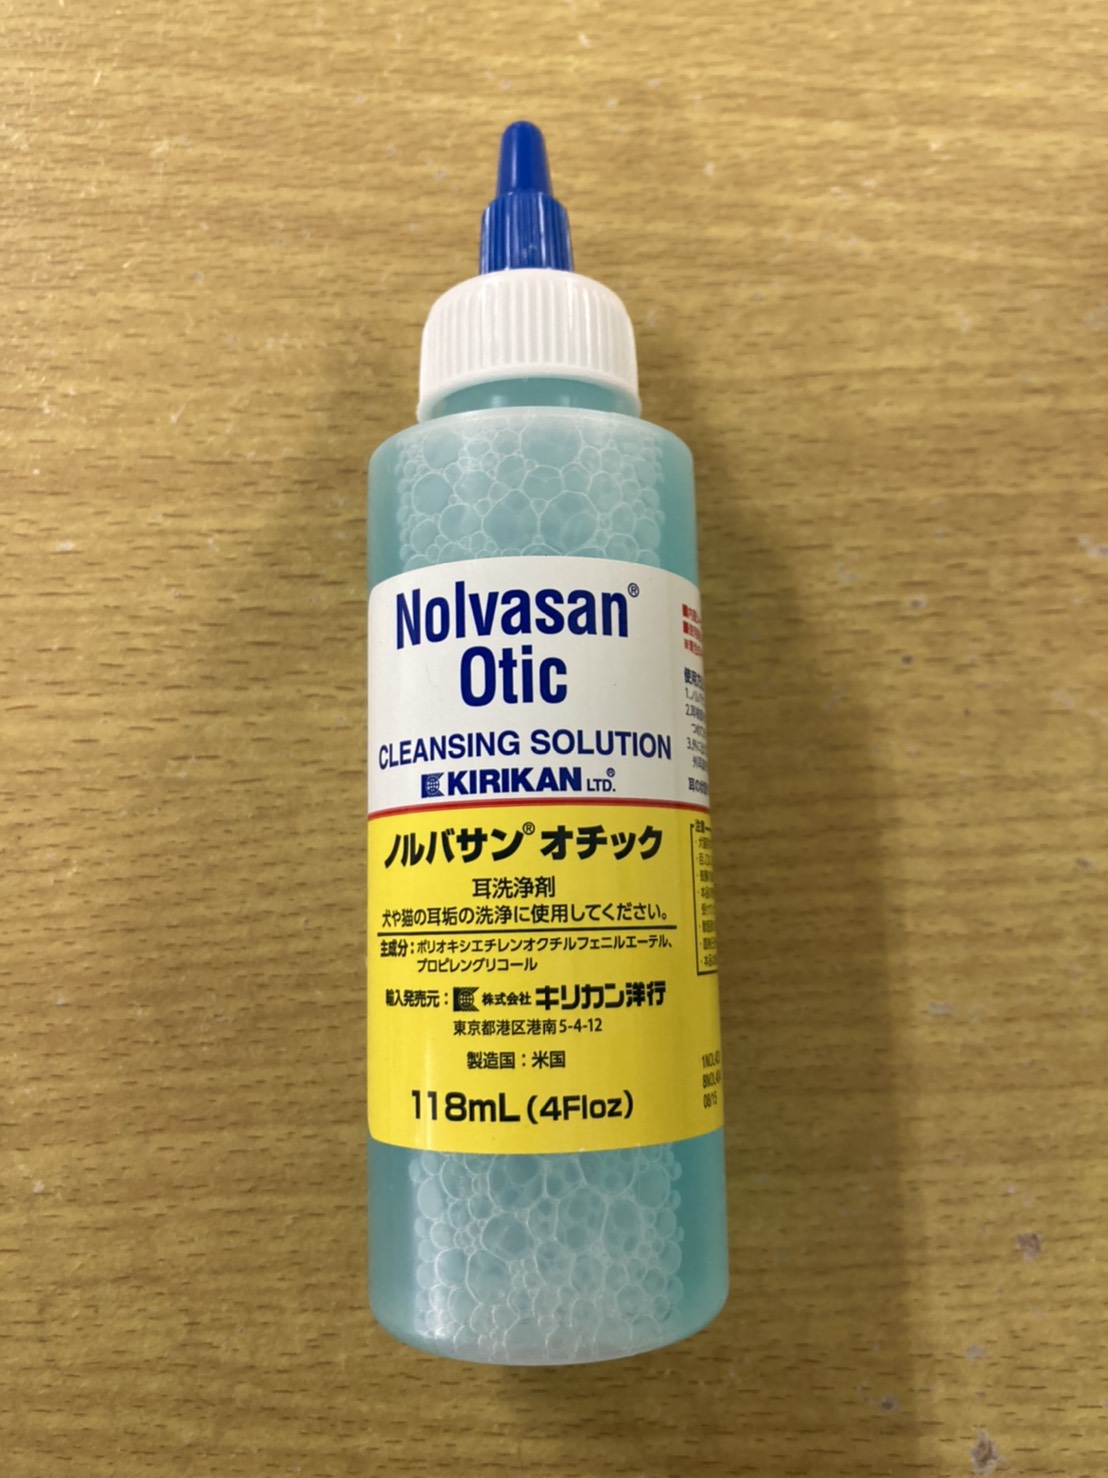 Nolvasan®
Otic
CLEANSING SOLUTION
KIRIKAN LTD.®
ノルバサン®オチック
耳洗浄剤
犬や猫の耳垢の洗浄に使用してください。
主成分：ポリオキシエチレンオクチルフェニルエーテル、
プロピレングリコール
輸入発売元： 株式会社 キリカン洋行
東京都港区港南5-4-12
製造国：米国
118mL (4Floz)
使用方
08/15